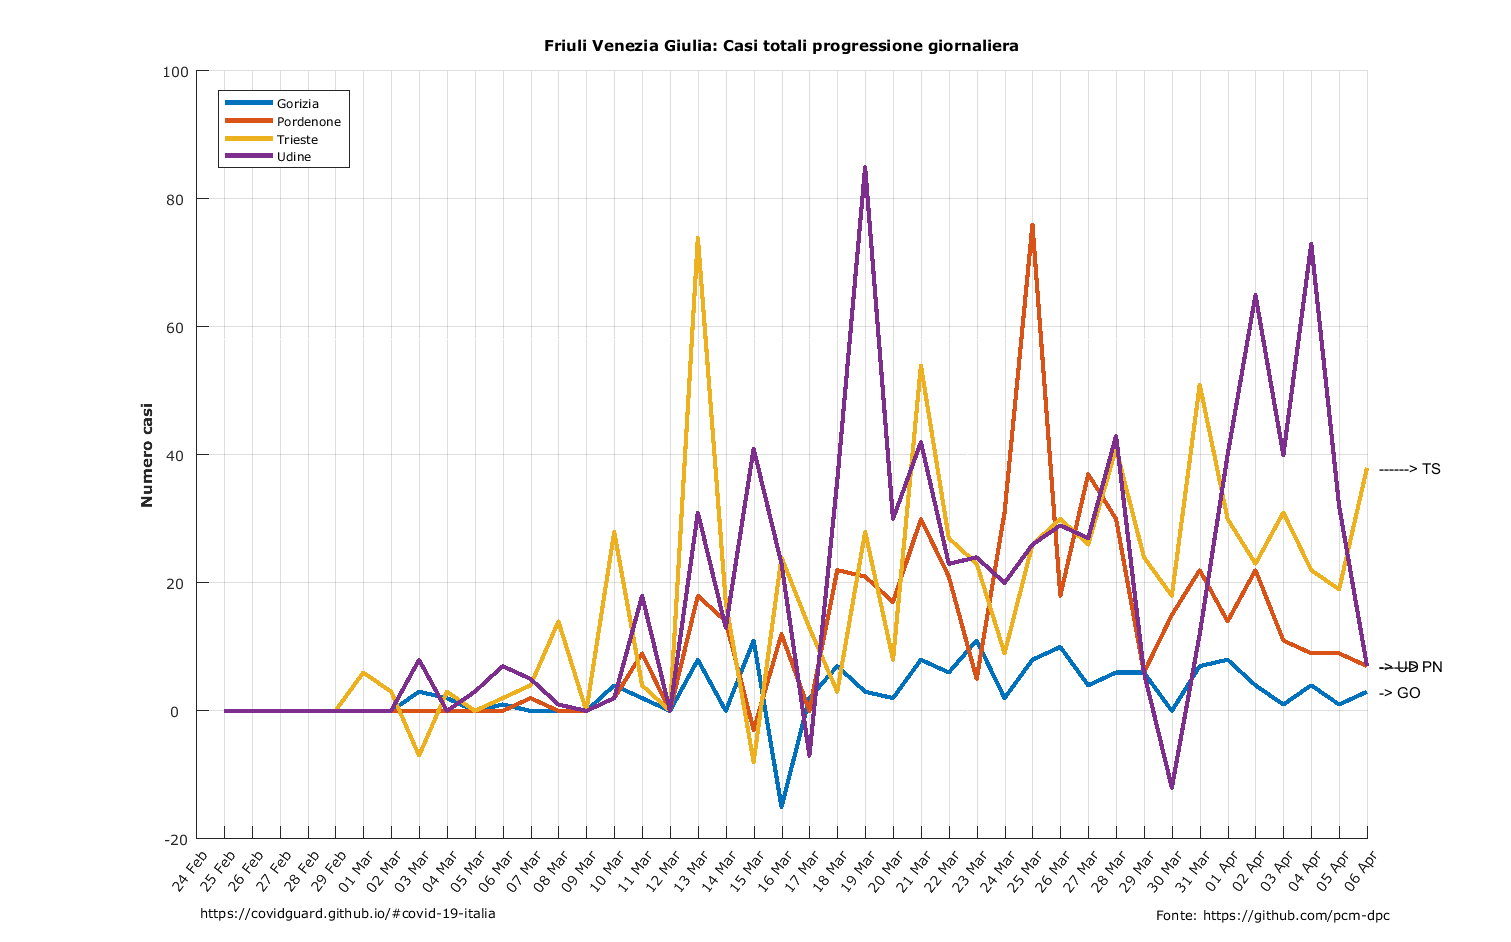 Friuli Venezia Giulia: Casi totali progressione giornaliera
100
80
60
40
20
0
-20
Numero casi
Gorizia
Pordenone
Trieste
Udine
------> TS
-> UD
----> PN
-> GO
24 Feb
25 Feb
26 Feb
27 Feb
28 Feb
29 Feb
01 Mar
02 Mar
03 Mar
04 Mar
05 Mar
06 Mar
07 Mar
08 Mar
09 Mar
10 Mar
11 Mar
12 Mar
13 Mar
14 Mar
15 Mar
16 Mar
17 Mar
18 Mar
19 Mar
20 Mar
21 Mar
22 Mar
23 Mar
24 Mar
25 Mar
26 Mar
27 Mar
28 Mar
29 Mar
30 Mar
31 Mar
01 Apr
02 Apr
03 Apr
04 Apr
05 Apr
06 Apr
https://covidguard.github.io/#covid-19-italia
Fonte: https://github.com/pcm-dpc